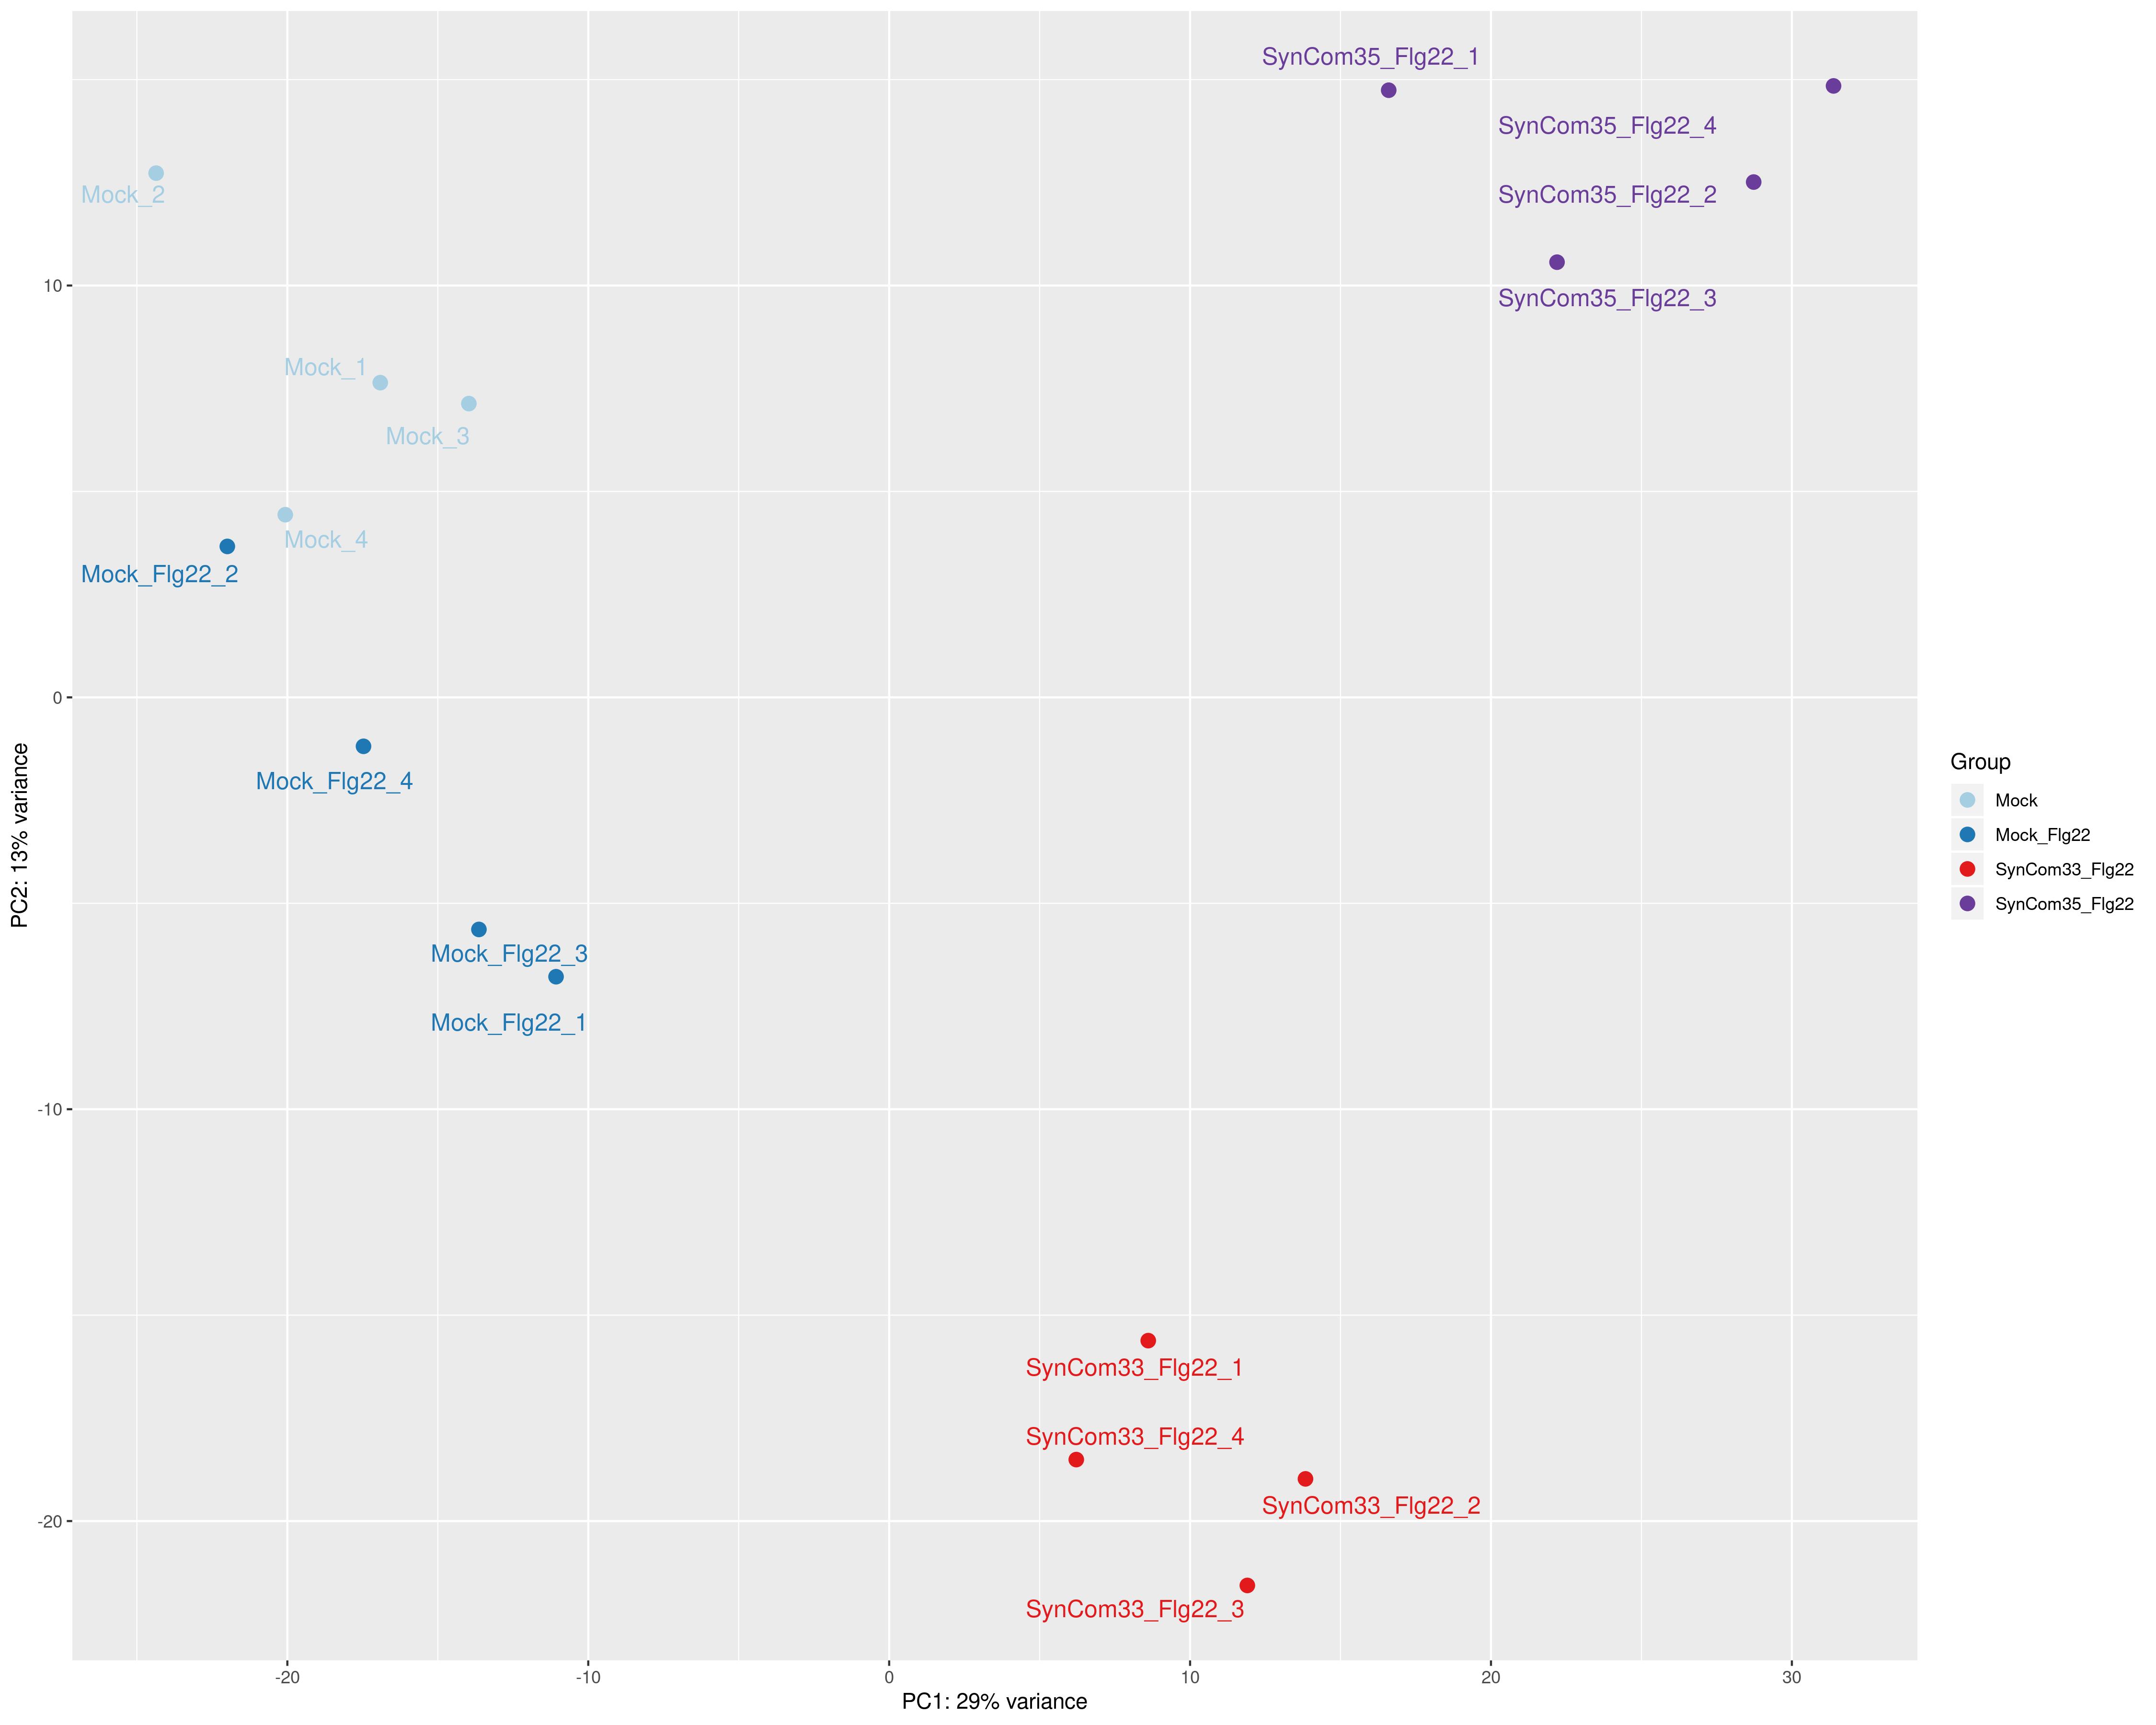 SynCom35_Flg22_1
SynCom35_Flg22_4
Mock_2
SynCom35_Flg22_2
SynCom35_Flg22_3
Mock_1
Mock_3
Mock_4
Mock_Flg22_2
Mock_Flg22_4
Mock_Flg22_3
Mock_Flg22_1
SynCom33_Flg22_1
SynCom33_Flg22_4
SynCom33_Flg22_2
SynCom33_Flg22_3
10
0
-10
-20
PC2: 13% variance
-20
-10
0
10
20
30
PC1: 29% variance
Group
Mock
Mock_Flg22
SynCom33_Flg22
SynCom35_Flg22